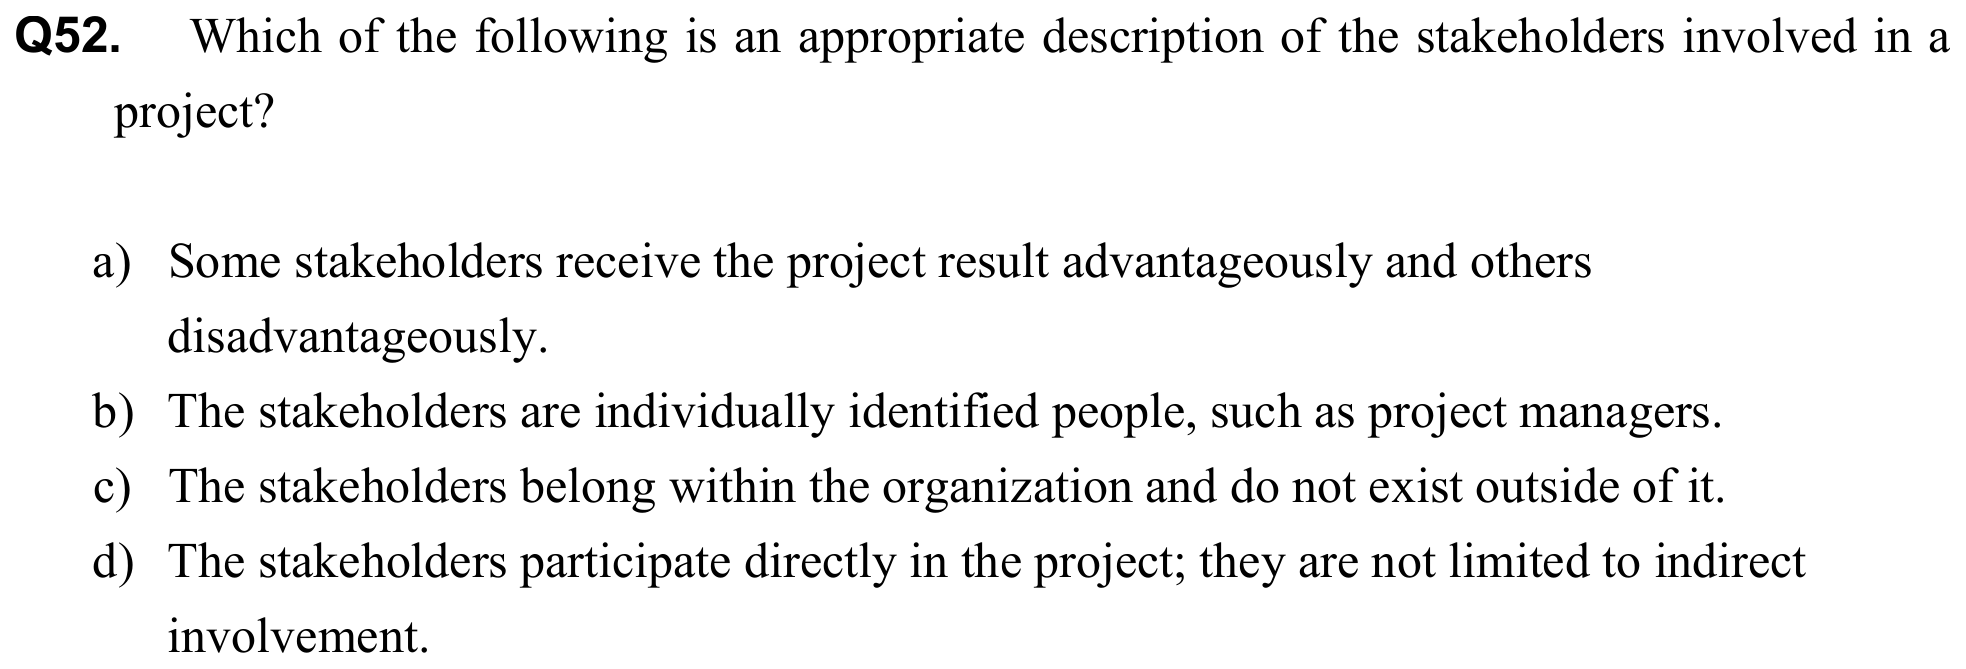 Q52. Which of the following is an appropriate description of the stakeholders involved in a
project?
a) Some stakeholders receive the project result advantageously and others
disadvantageously.
b) The stakeholders are individually identified people, such as project managers.
c) The stakeholders belong within the organization and do not exist outside of it.
d) The stakeholders participate directly in the project; they are not limited to indirect
involvement.